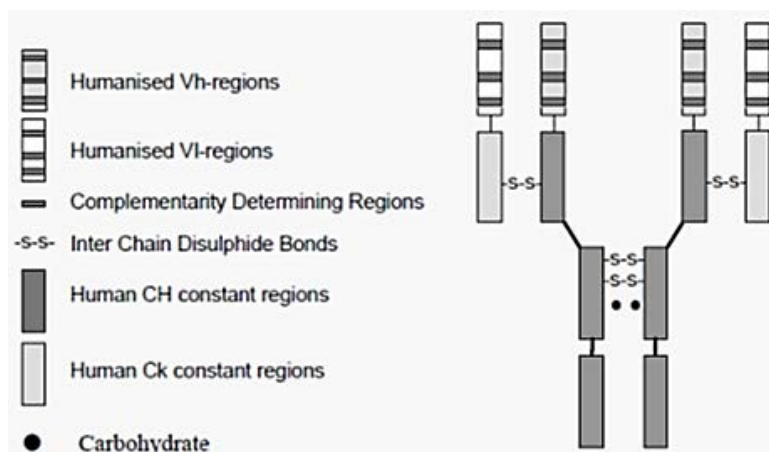 Humanised Vh-regions
Humanised Vl-regions
Complementarity Determining Regions
-S-S- Inter Chain Disulphide Bonds
Human CH constant regions
Human Ck constant regions
Carbohydrate
-S-S-
-S-S-
-S-S-
-S-S-